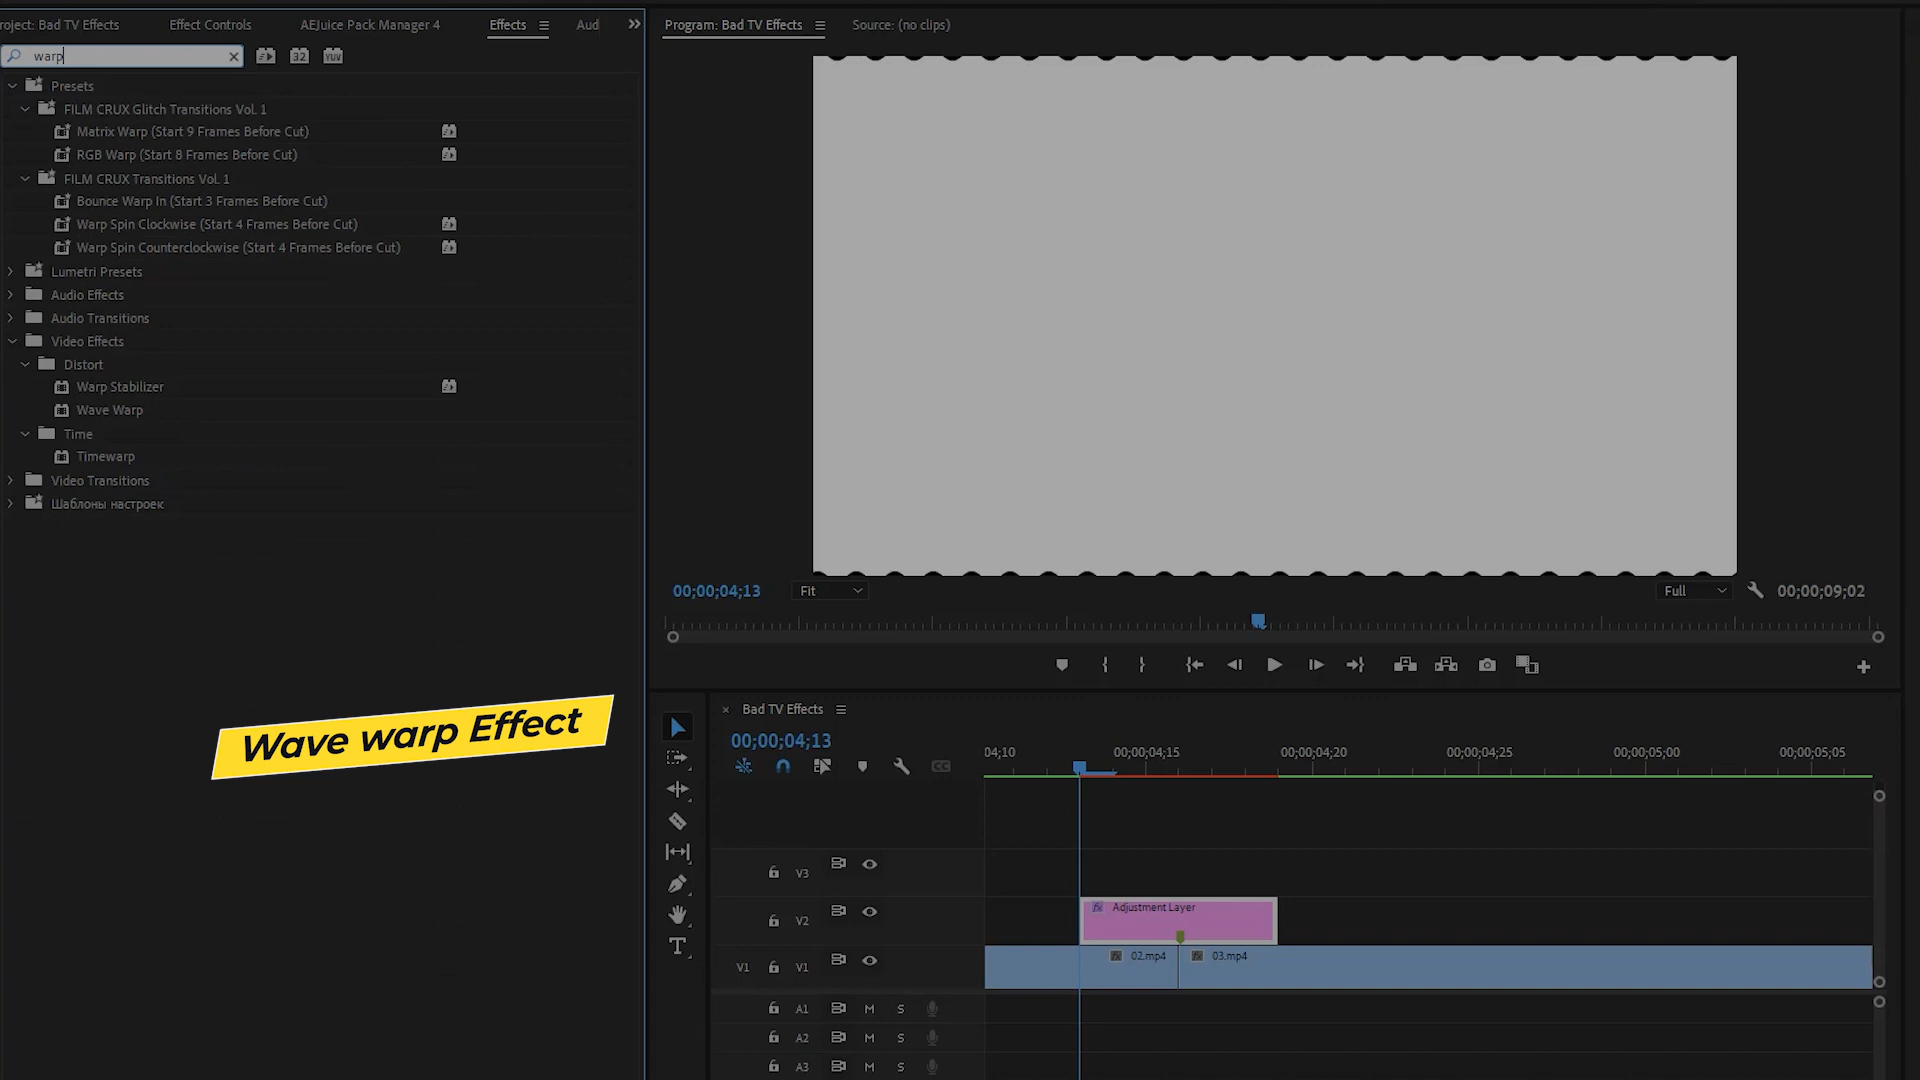 roject: Bad TV Effects
Effect Controls
AEJuice Pack Manager 4
Effects
Aud
warp
32
YUV
Presets
FILM CRUX Glitch Transitions Vol. 1
Matrix Warp (Start 9 Frames Before Cut)
RGB Warp (Start 8 Frames Before Cut)
FILM CRUX Transitions Vol. 1
Bounce Warp In (Start 3 Frames Before Cut)
Warp Spin Clockwise (Start 4 Frames Before Cut)
Warp Spin Counterclockwise (Start 4 Frames Before Cut)
Lumetri Presets
Audio Effects
Audio Transitions
Video Effects
Distort
Warp Stabilizer
Wave Warp
Time
Timewarp
Video Transitions
Шаблоны настроек
Wave warp Effect
Program: Bad TV Effects
Source: (no clips)
00;00;04;13
Fit
Full
00;00;09;02
Bad TV Effects
00;00;04;13
04;10
00;00;04;15
00;00;04;20
00;00;04;25
00;00;05;00
00;00;05;05
V3
V2
fx Adjustment Layer
V1
V1
fx 02.mp4
fx 03.mp4
A1 M S
A2 M S
A3 M S